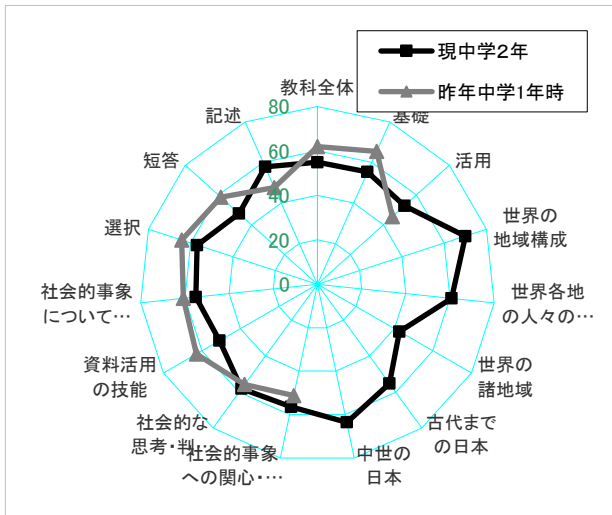 現中学2年
昨年中学1年時
教科全体
基礎
活用
世界の
地域構成
世界各地
の人々の…
世界の
諸地域
古代まで
の日本
中世の
日本
社会的事象
への関心・…
社会的な
思考・判…
資料活用
の技能
社会的事象
について…
選択
短答
記述
80
60
40
20
0